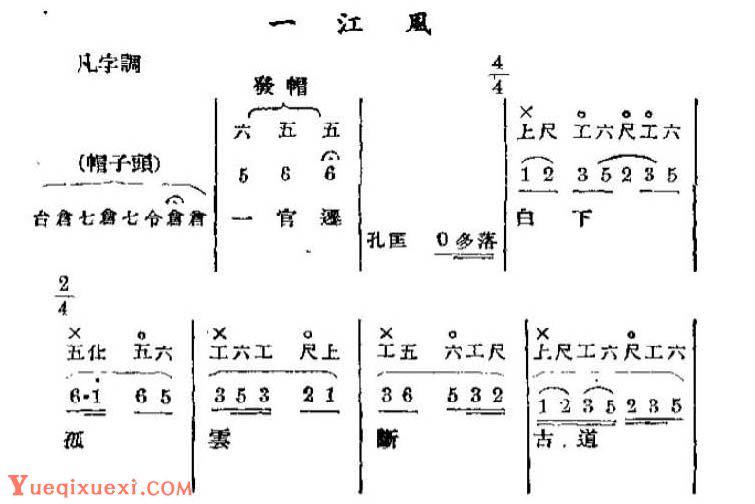 一江風
凡字調
4/4
發帽
六 五 五
× 上尺 工六尺工六
(帽子頭)
5 6 6
1 2 3 5 2 3 5
台倉七倉七令倉倉
一 官 遷
孔匡 0 多落
白 下
2/4
× ×  ×  ×
五仩 五六 工六工 尺上 工五 六工尺 上尺工六尺工六
6·1 6 5 3 5 3 2 1 3 6 5 3 2 1 2 3 5 2 3 5
孤 雲 斷 古.道
乐器学习网
Yueqixuexi.com